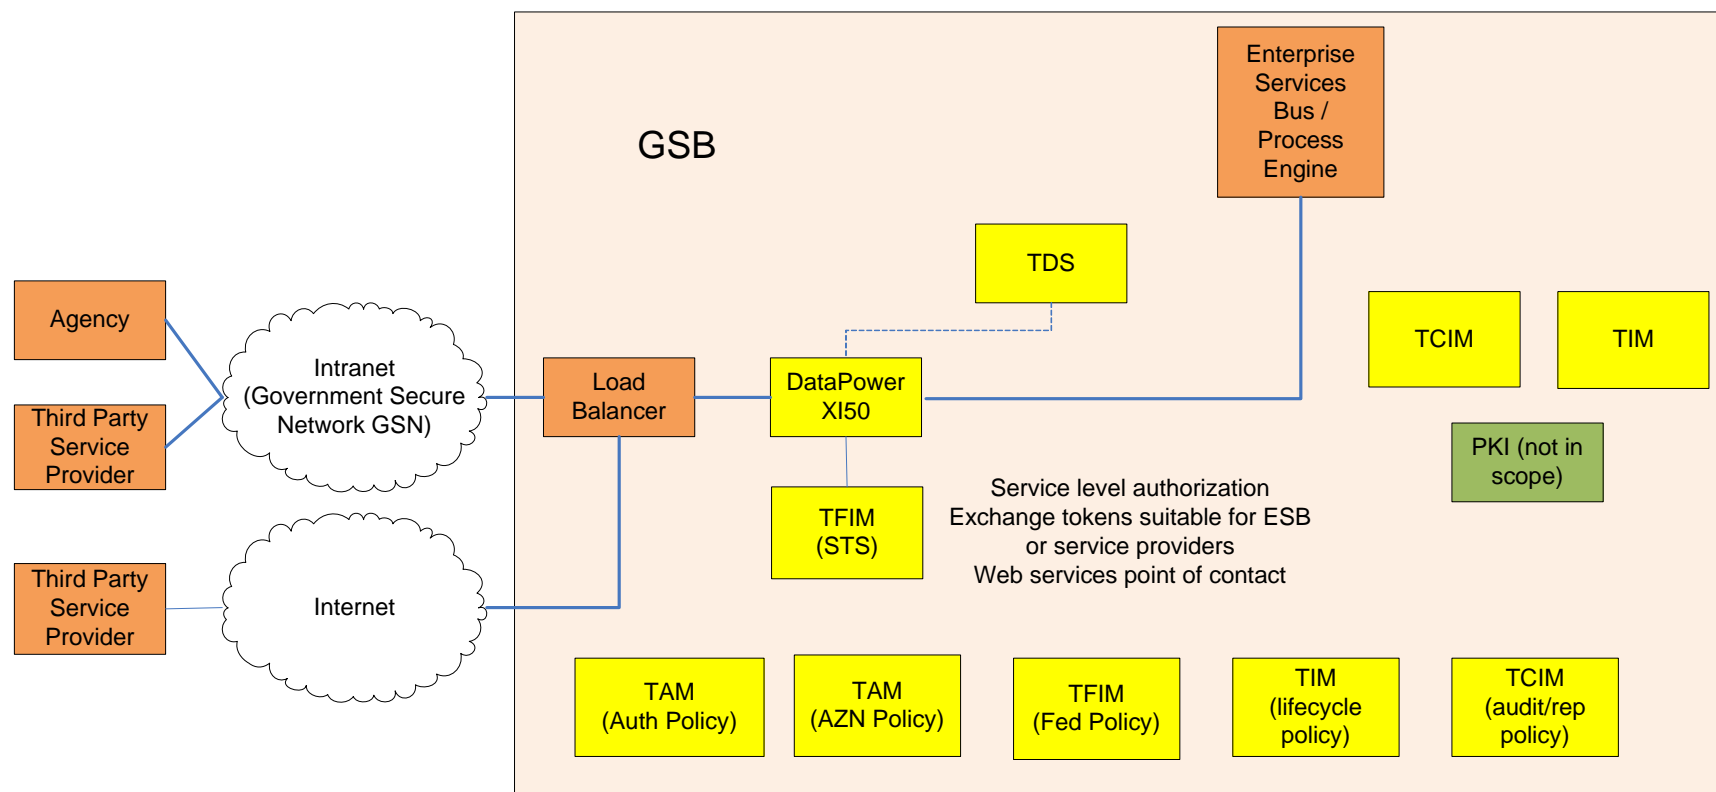 GSB
Enterprise
Services
Bus /
Process
Engine
TDS
Agency
Intranet
(Government Secure
Network GSN)
Load
Balancer
DataPower
XI50
TCIM
TIM
Third Party
Service
Provider
PKI (not in
scope)
TFIM
(STS)
Service level authorization
Exchange tokens suitable for ESB
or service providers
Web services point of contact
Third Party
Service
Provider
Internet
TAM
(Auth Policy)
TAM
(AZN Policy)
TFIM
(Fed Policy)
TIM
(lifecycle
policy)
TCIM
(audit/rep
policy)